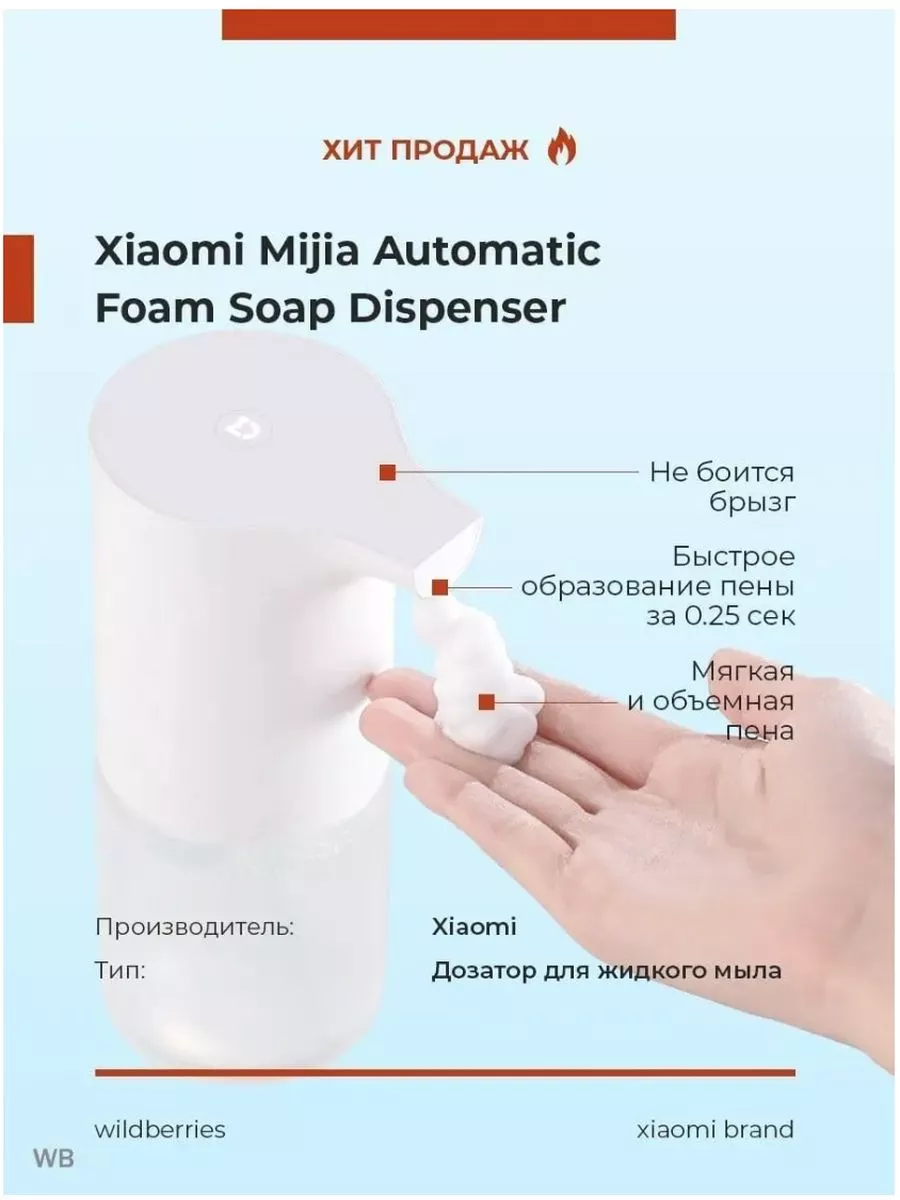 ХИТ ПРОДАЖ
Xiaomi Mijia Automatic
Foam Soap Dispenser
Не боится
брызг
Быстрое
образование пены
за 0.25 сек
Мягкая
и объемная
пена
Производитель: Xiaomi
Тип: Дозатор для жидкого мыла
wildberries xiaomi brand
WB